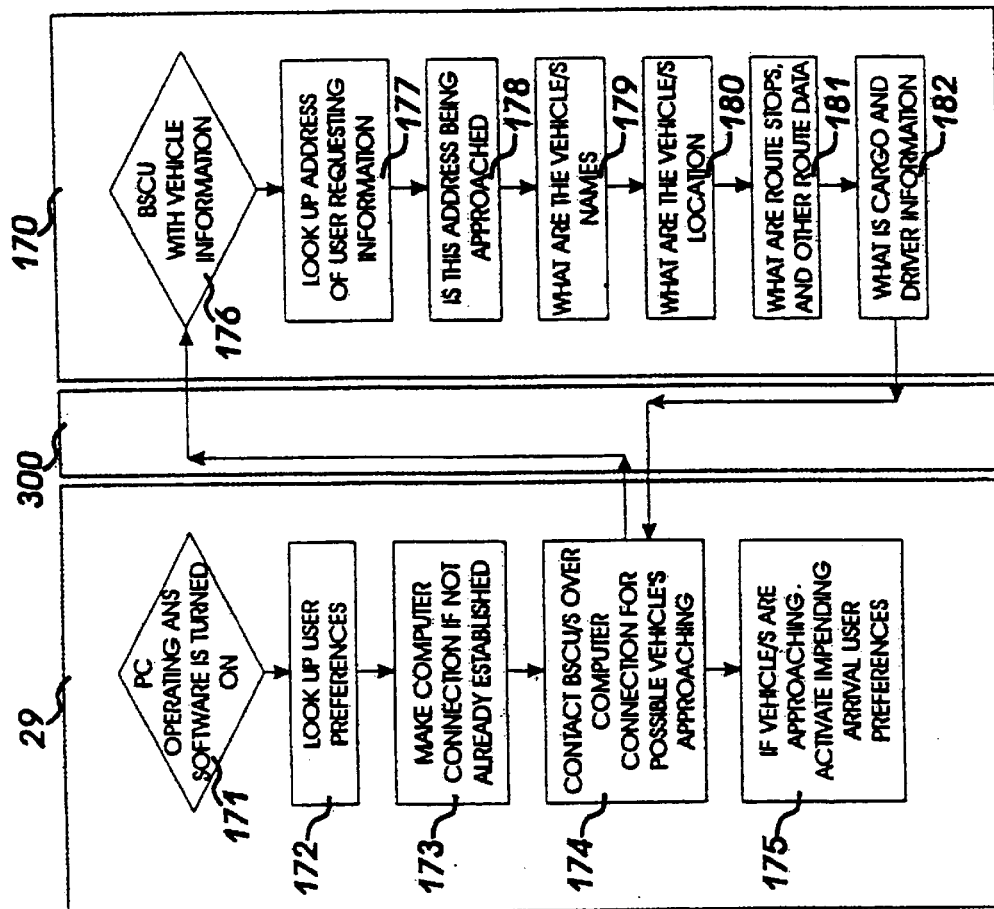 29
PC
OPERATING ANS
SOFTWARE IS TURNED
ON
171
LOOK UP USER
PREFERENCES
172
MAKE COMPUTER
CONNECTION IF NOT
ALREADY ESTABLISHED
173
CONTACT BSCU/S OVER
COMPUTER
CONNECTION FOR
POSSIBLE VEHICLE'S
APPROACHING
174
IF VEHICLE/S ARE
APPROACHING.
ACTIVATE IMPENDING
ARRIVAL USER
PREFERENCES
175
300
170
BSCU
WITH VEHICLE
INFORMATION
176
LOOK UP ADDRESS
OF USER REQUESTING
INFORMATION
177
IS THIS ADDRESS BEING
APPROACHED
178
WHAT ARE THE VEHICLE/S
NAMES
179
WHAT ARE THE VEHICLE/S
LOCATION
180
WHAT ARE ROUTE STOPS,
AND OTHER ROUTE DATA
181
WHAT IS CARGO AND
DRIVER INFORMATION
182